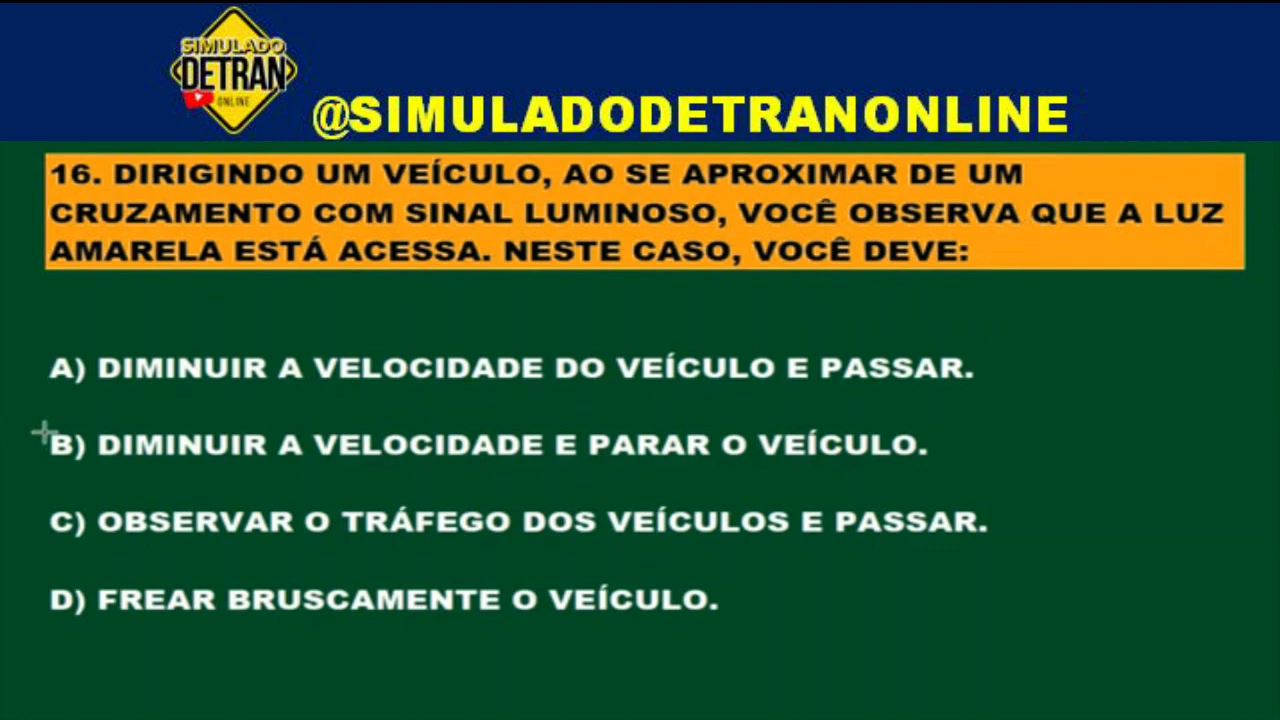 SIMULADO
DETRAN
ONLINE
@SIMULADODETRANONLINE
16. DIRIGINDO UM VEÍCULO, AO SE APROXIMAR DE UM
CRUZAMENTO COM SINAL LUMINOSO, VOCÊ OBSERVA QUE A LUZ
AMARELA ESTÁ ACESSA. NESTE CASO, VOCÊ DEVE:
A) DIMINUIR A VELOCIDADE DO VEÍCULO E PASSAR.
B) DIMINUIR A VELOCIDADE E PARAR O VEÍCULO.
C) OBSERVAR O TRÁFEGO DOS VEÍCULOS E PASSAR.
D) FREAR BRUSCAMENTE O VEÍCULO.